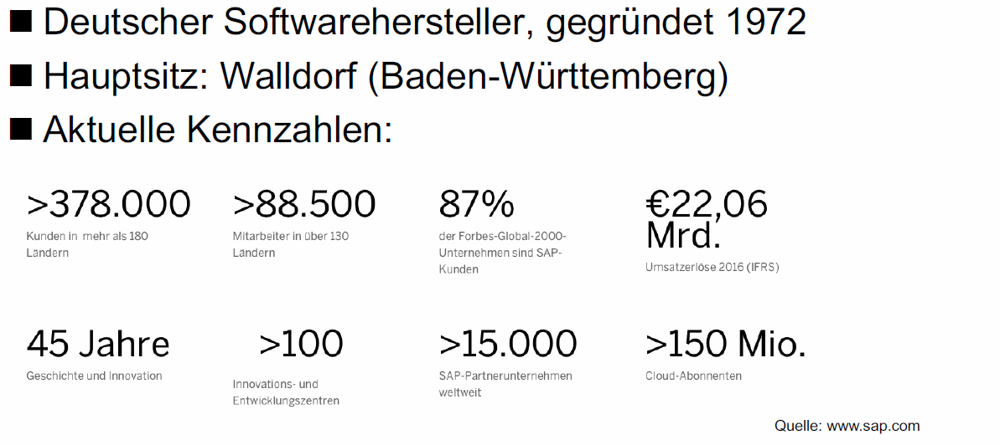 ■ Deutscher Softwarehersteller, gegründet 1972
■ Hauptsitz: Walldorf (Baden-Württemberg)
■ Aktuelle Kennzahlen:
>378.000
Kunden in mehr als 180
Ländern
>88.500
Mitarbeiter in über 130
Ländern
87%
der Forbes-Global-2000-
Unternehmen sind SAP-
Kunden
€22,06
Mrd.
Umsatzerlöse 2016 (IFRS)
45 Jahre
Geschichte und Innovation
>100
Innovations- und
Entwicklungszentren
>15.000
SAP-Partnerunternehmen
weltweit
>150 Mio.
Cloud-Abonnenten
Quelle: www.sap.com